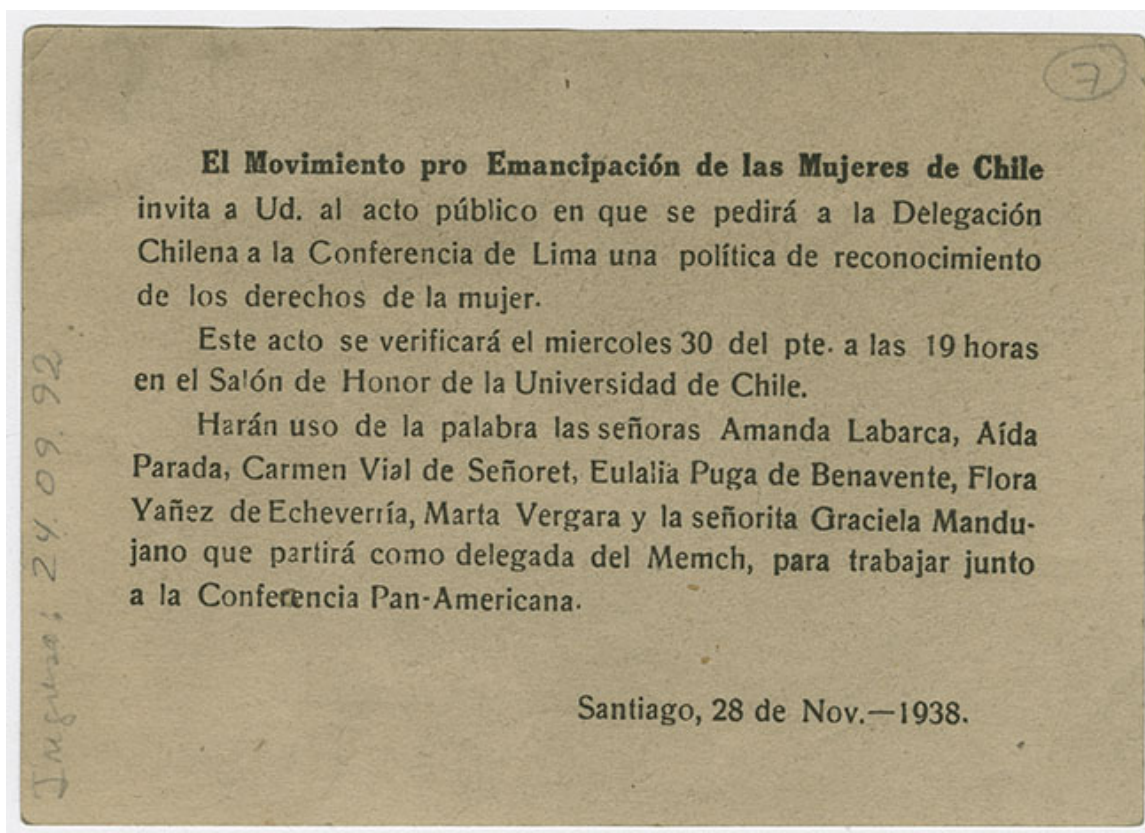 7
El Movimiento pro Emancipación de las Mujeres de Chile
invita a Ud. al acto público en que se pedirá a la Delegación
Chilena a la Conferencia de Lima una política de reconocimiento
de los derechos de la mujer.
Este acto se verificará el miercoles 30 del pte. a las 19 horas
en el Salón de Honor de la Universidad de Chile.
Harán uso de la palabra las señoras Amanda Labarca, Aída
Parada, Carmen Vial de Señoret, Eulalia Puga de Benavente, Flora
Yañez de Echeverría, Marta Vergara y la señorita Graciela Mandu-
jano que partirá como delegada del Memch, para trabajar junto
a la Conferencia Pan-Americana.
Santiago, 28 de Nov.—1938.
Ingreso: 24.09.92